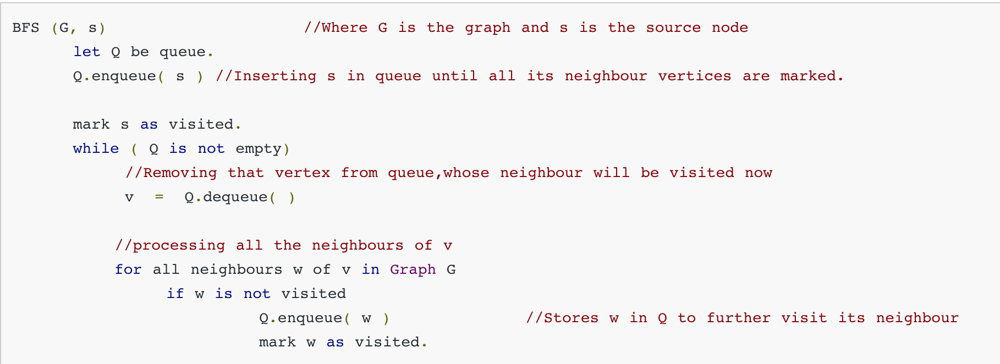 BFS (G, s)                    //Where G is the graph and s is the source node
let Q be queue.
Q.enqueue( s ) //Inserting s in queue until all its neighbour vertices are marked.
mark s as visited.
while ( Q is not empty)
//Removing that vertex from queue,whose neighbour will be visited now
v  =  Q.dequeue( )
//processing all the neighbours of v
for all neighbours w of v in Graph G
if w is not visited
Q.enqueue( w )             //Stores w in Q to further visit its neighbour
mark w as visited.